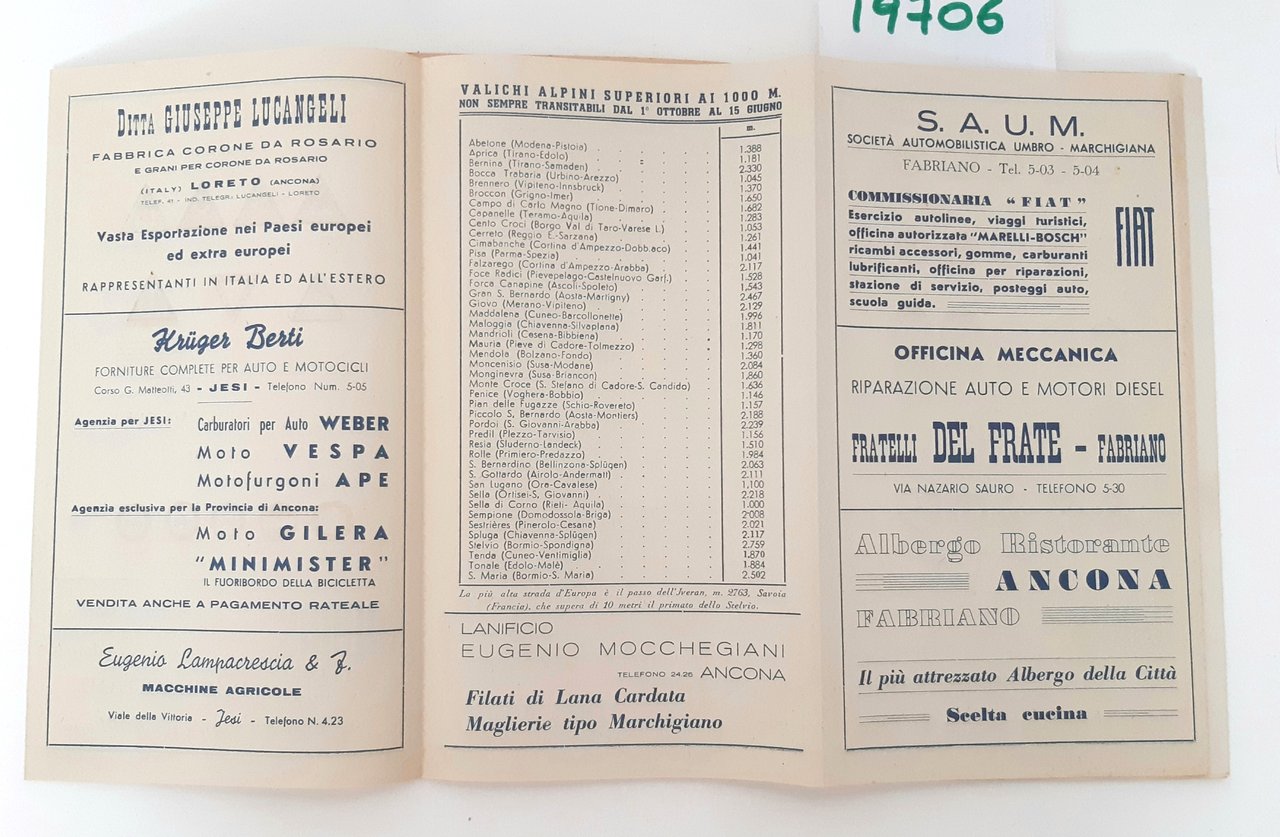 19706
DITTA GIUSEPPE LUCANGELI
FABBRICA CORONE DA ROSARIO
E GRANI PER CORONE DA ROSARIO
(ITALY) LORETO (ANCONA)
TELEF. 41 - IND. TELEGR.: LUCANGELI - LORETO
Vasta Esportazione nei Paesi europei
ed extra europei
RAPPRESENTANTI IN ITALIA ED ALL'ESTERO
Krüger Berti
FORNITURE COMPLETE PER AUTO E MOTOCICLI
Corso G. Matteotti, 43 - JESI - Telefono Num. 5-05
Agenzia per JESI:
Carburatori per Auto WEBER
Moto VESPA
Motofurgoni APE
Agenzia esclusiva per la Provincia di Ancona:
Moto GILERA
"MINIMISTER"
IL FUORIBORDO DELLA BICICLETTA
VENDITA ANCHE A PAGAMENTO RATEALE
Eugenio Lampacrescia & F.
MACCHINE AGRICOLE
Viale della Vittoria - Jesi - Telefono N. 4.23
VALICHI ALPINI SUPERIORI AI 1000 M.
NON SEMPRE TRANSITABILI DAL 1° OTTOBRE AL 15 GIUGNO
m.
Abetone (Modena-Pistoia) 1.388
Aprica (Tirano-Edolo) 1.181
Bernina (Tirano-Samaden) 2.330
Bocca Trabaria (Urbino-Arezzo) 1.045
Brennero (Vipiteno-Innsbruck) 1.370
Broccon (Grigno-Imer) 1.650
Campo di Carlo Magno (Tione-Dimaro) 1.682
Capanelle (Teramo-Aquila) 1.283
Cento Croci (Borgo Val di Taro-Varese L.) 1.053
Cerreto (Reggio E.-Sarzana) 1.261
Cimabanche (Cortina d'Ampezzo-Dobb.aco) 1.441
Pisa (Parma-Spezia) 1.041
Falzarego (Cortina d'Ampezzo-Arabba) 2.117
Foce Radici (Pievepelago-Castelnuovo Garf.) 1.528
Forca Canapine (Ascoli-Spoleto) 1,543
Gran S. Bernardo (Aosta-Martigny) 2.467
Giovo (Merano-Vipiteno) 2.129
Maddalena (Cuneo-Barcollonette) 1.996
Maloggia (Chiavenna-Silvaplana) 1.811
Mandrioli (Cesena-Bibbiena) 1.170
Mauria (Pieve di Cadore-Tolmezzo) 1.298
Mendola (Bolzano-Fondo) 1.360
Moncenisio (Susa-Modane) 2.084
Monginevra (Susa-Briancon) 1.860
Monte Croce (S. Stefano di Cadore-S. Candido) 1.636
Penice (Voghera-Bobbio) 1.146
Pian delle Fugazze (Schio-Rovereto) 1.157
Piccolo S. Bernardo (Aosta-Montiers) 2.188
Pordoi (S. Giovanni-Arabba) 2.239
Predil (Plezzo-Tarvisio) 1.156
Resia (Sluderno-Landeck) 1.510
Rolle (Primiero-Predazzo) 1.984
S. Bernardino (Bellinzona-Splügen) 2.063
S. Gottardo (Airolo-Andermatt) 2.111
San Lugano (Ora-Cavalese) 1,100
Sella (Ortisei-S. Giovanni) 2.218
Sella di Corno (Rieti- Aquila) 1.000
Sempione (Domodossola-Briga) 2·008
Sestrières (Pinerolo-Cesana) 2.021
Spluga (Chiavenna-Splügen) 2.117
Stelvio (Bormio-Spondigna) 2.759
Tenda (Cuneo-Ventimiglia) 1,870
Tonale (Edolo-Malè) 1.884
S. Maria (Bormio-S. Maria) 2.502
La più alta strada d'Europa è il passo dell'Iveran, m. 2763, Savoia
(Francia), che supera di 10 metri il primato dello Stelvio.
LANIFICIO
EUGENIO MOCCHEGIANI
TELEFONO 24.26 ANCONA
Filati di Lana Cardata
Maglierie tipo Marchigiano
S. A. U. M.
SOCIETÀ AUTOMOBILISTICA UMBRO - MARCHIGIANA
FABRIANO - Tel. 5-03 - 5-04
COMMISSIONARIA "FIAT"
Esercizio autolinee, viaggi turistici,
officina autorizzata "MARELLI-BOSCH"
ricambi accessori, gomme, carburanti
lubrificanti, officina per riparazioni,
stazione di servizio, posteggi auto,
scuola guida.
FIAT
OFFICINA MECCANICA
RIPARAZIONE AUTO E MOTORI DIESEL
FRATELLI DEL FRATE - FABRIANO
VIA NAZARIO SAURO - TELEFONO 5-30
Albergo Ristorante
ANCONA
FABRIANO
Il più attrezzato Albergo della Città
Scelta cucina